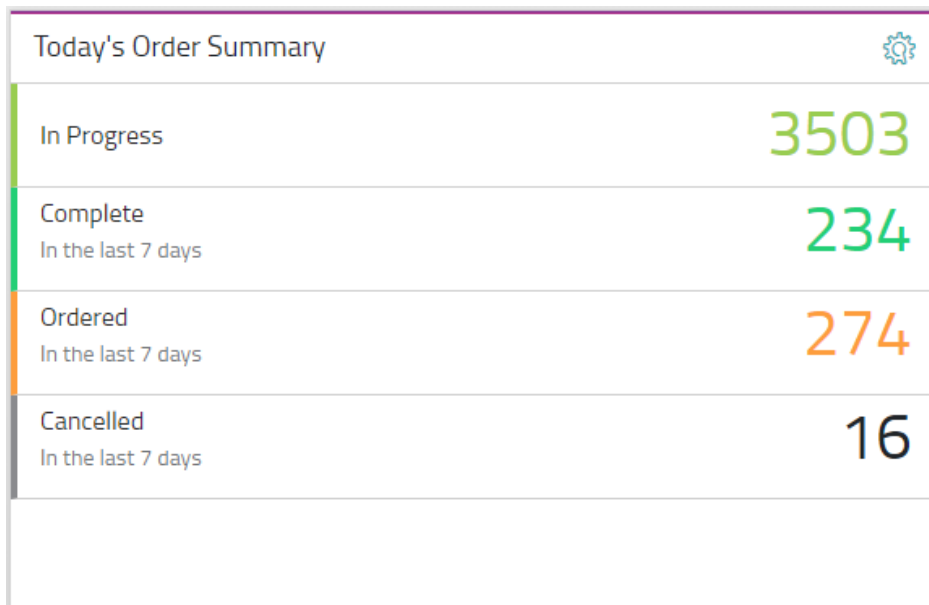 Today's Order Summary
In Progress
3503
Complete
In the last 7 days
234
Ordered
In the last 7 days
274
Cancelled
In the last 7 days
16